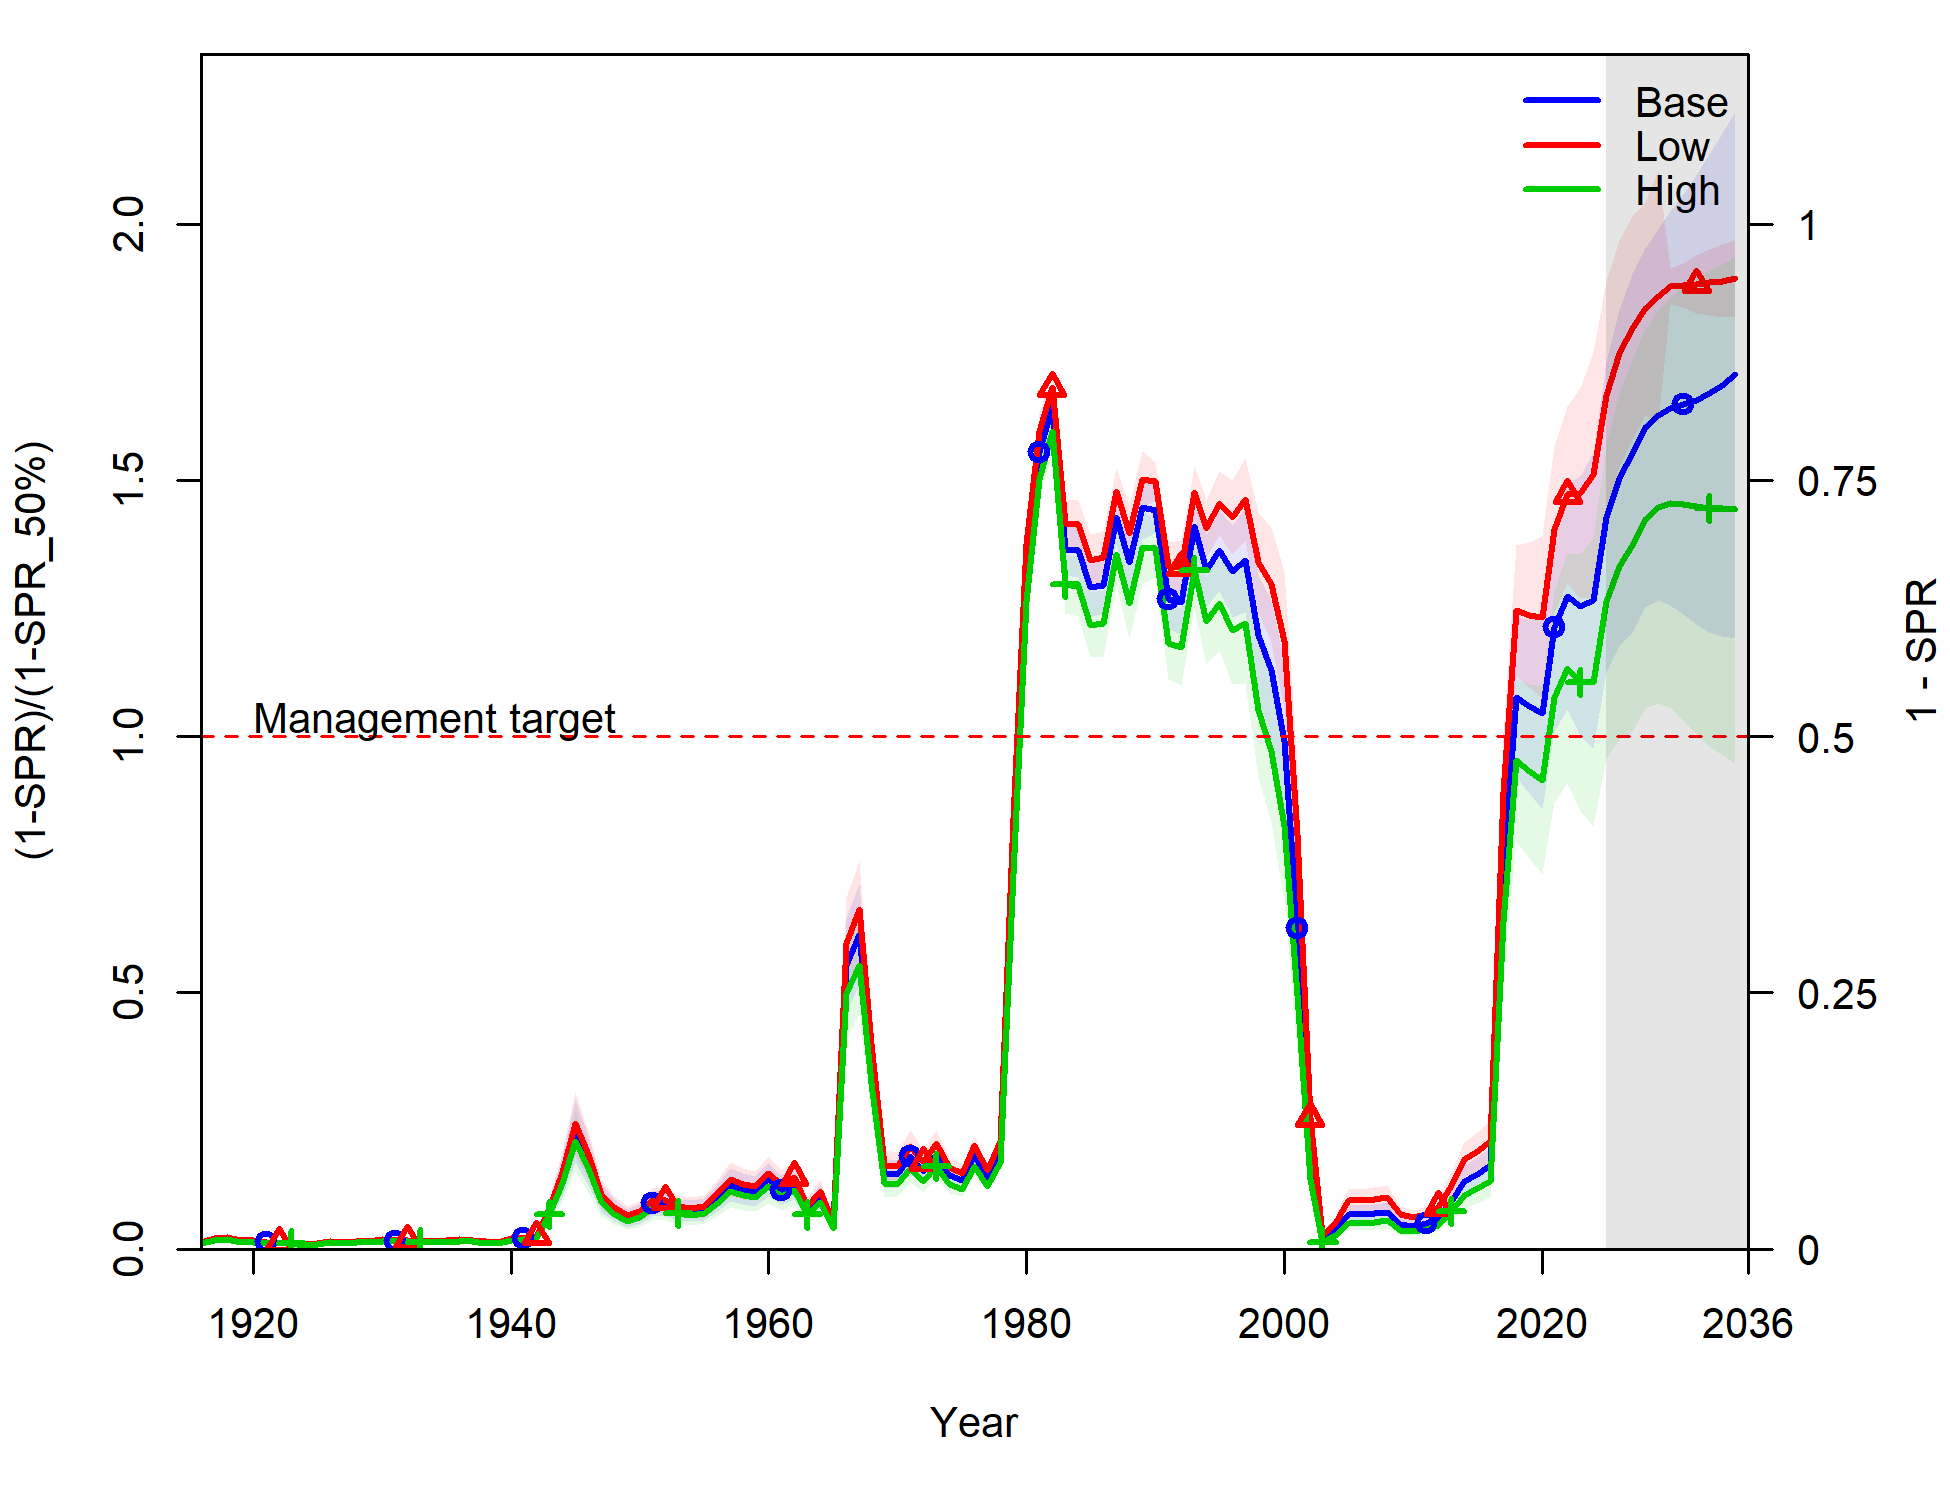 Base
Low
High
Management target
(1-SPR)/(1-SPR_50%)
0.0
0.5
1.0
1.5
2.0
1 - SPR
0
0.25
0.5
0.75
1
1920
1940
1960
1980
2000
2020
2036
Year